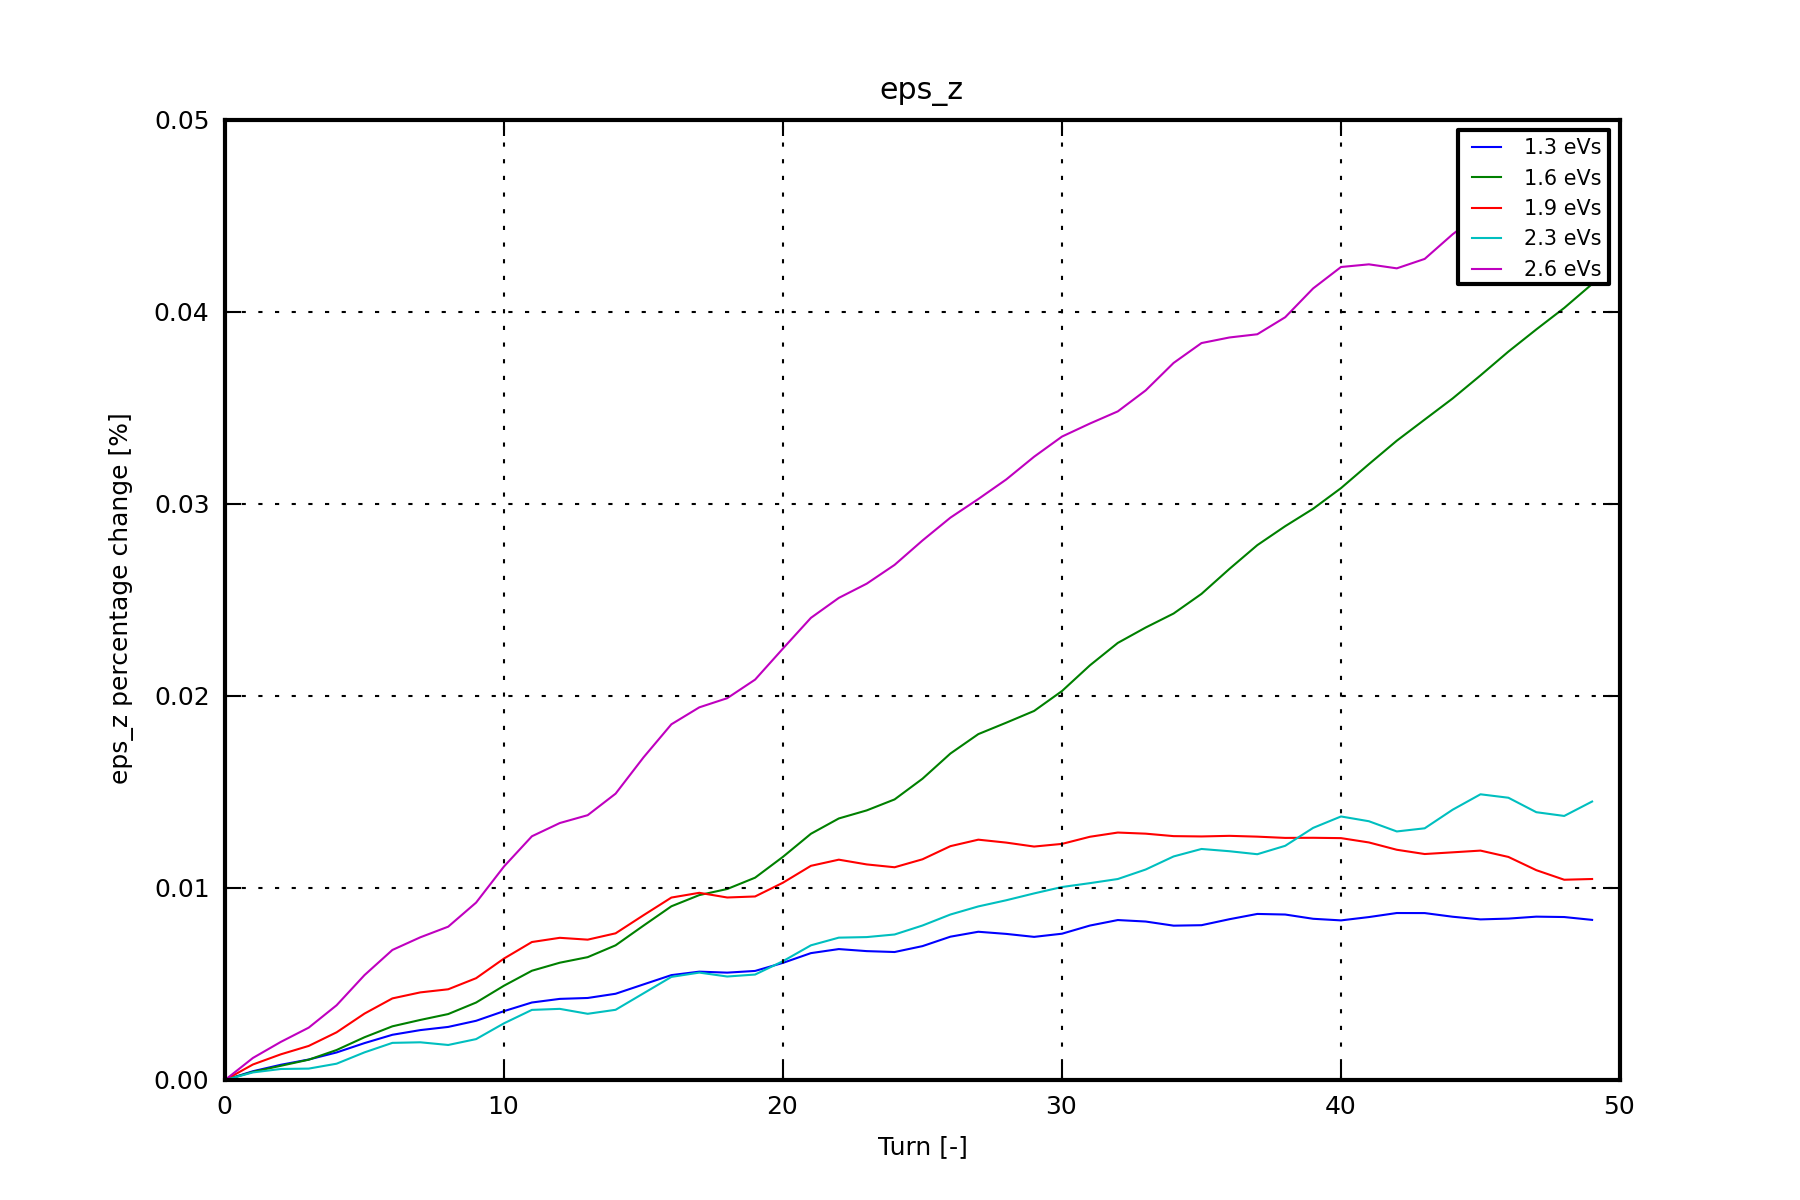 eps_z
0.05
0.04
0.03
0.02
0.01
0.00
eps_z percentage change [%]
1.3 eVs
1.6 eVs
1.9 eVs
2.3 eVs
2.6 eVs
0 10 20 30 40 50
Turn [-]